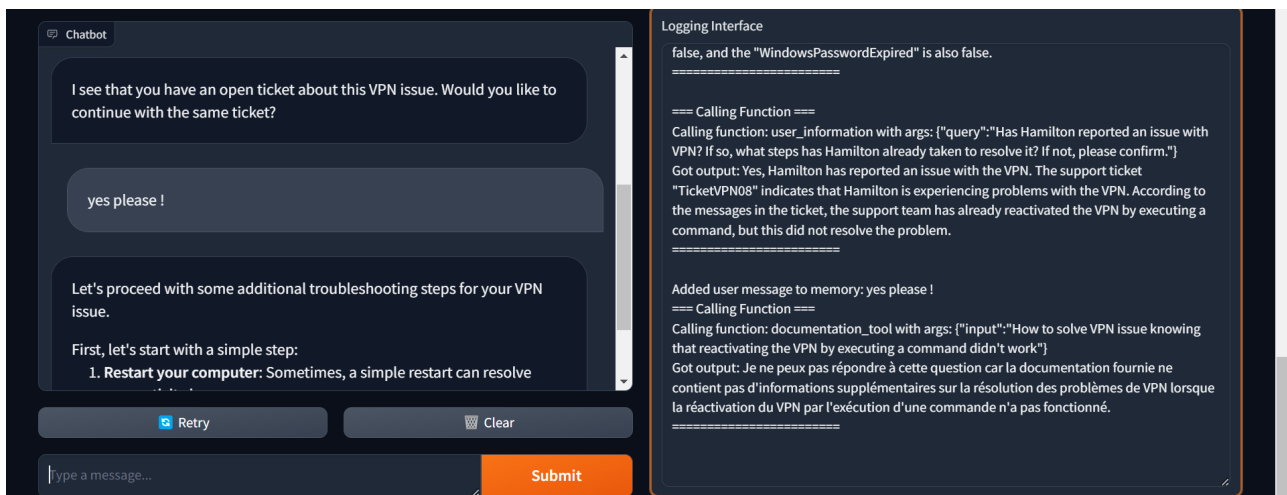 Chatbot
I see that you have an open ticket about this VPN issue. Would you like to
continue with the same ticket?
yes please !
Let's proceed with some additional troubleshooting steps for your VPN
issue.
First, let's start with a simple step:
1. Restart your computer: Sometimes, a simple restart can resolve
Retry
Clear
Type a message...
Submit
Logging Interface
false, and the "WindowsPasswordExpired" is also false.
========================
=== Calling Function ===
Calling function: user_information with args: {"query":"Has Hamilton reported an issue with
VPN? If so, what steps has Hamilton already taken to resolve it? If not, please confirm."}
Got output: Yes, Hamilton has reported an issue with the VPN. The support ticket
"TicketVPN08" indicates that Hamilton is experiencing problems with the VPN. According to
the messages in the ticket, the support team has already reactivated the VPN by executing a
command, but this did not resolve the problem.
========================
Added user message to memory: yes please !
=== Calling Function ===
Calling function: documentation_tool with args: {"input":"How to solve VPN issue knowing
that reactivating the VPN by executing a command didn't work"}
Got output: Je ne peux pas répondre à cette question car la documentation fournie ne
contient pas d'informations supplémentaires sur la résolution des problèmes de VPN lorsque
la réactivation du VPN par l'exécution d'une commande n'a pas fonctionné.
========================